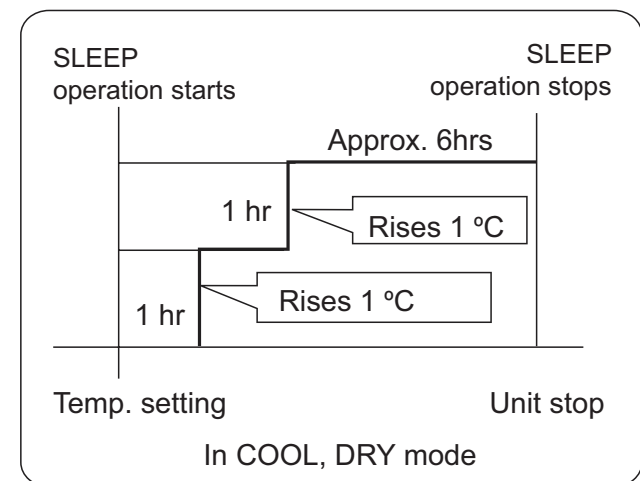 SLEEP
operation starts
SLEEP
operation stops
Approx. 6hrs
1 hr
Rises 1 ºC
1 hr
Rises 1 ºC
Temp. setting
Unit stop
In COOL, DRY mode